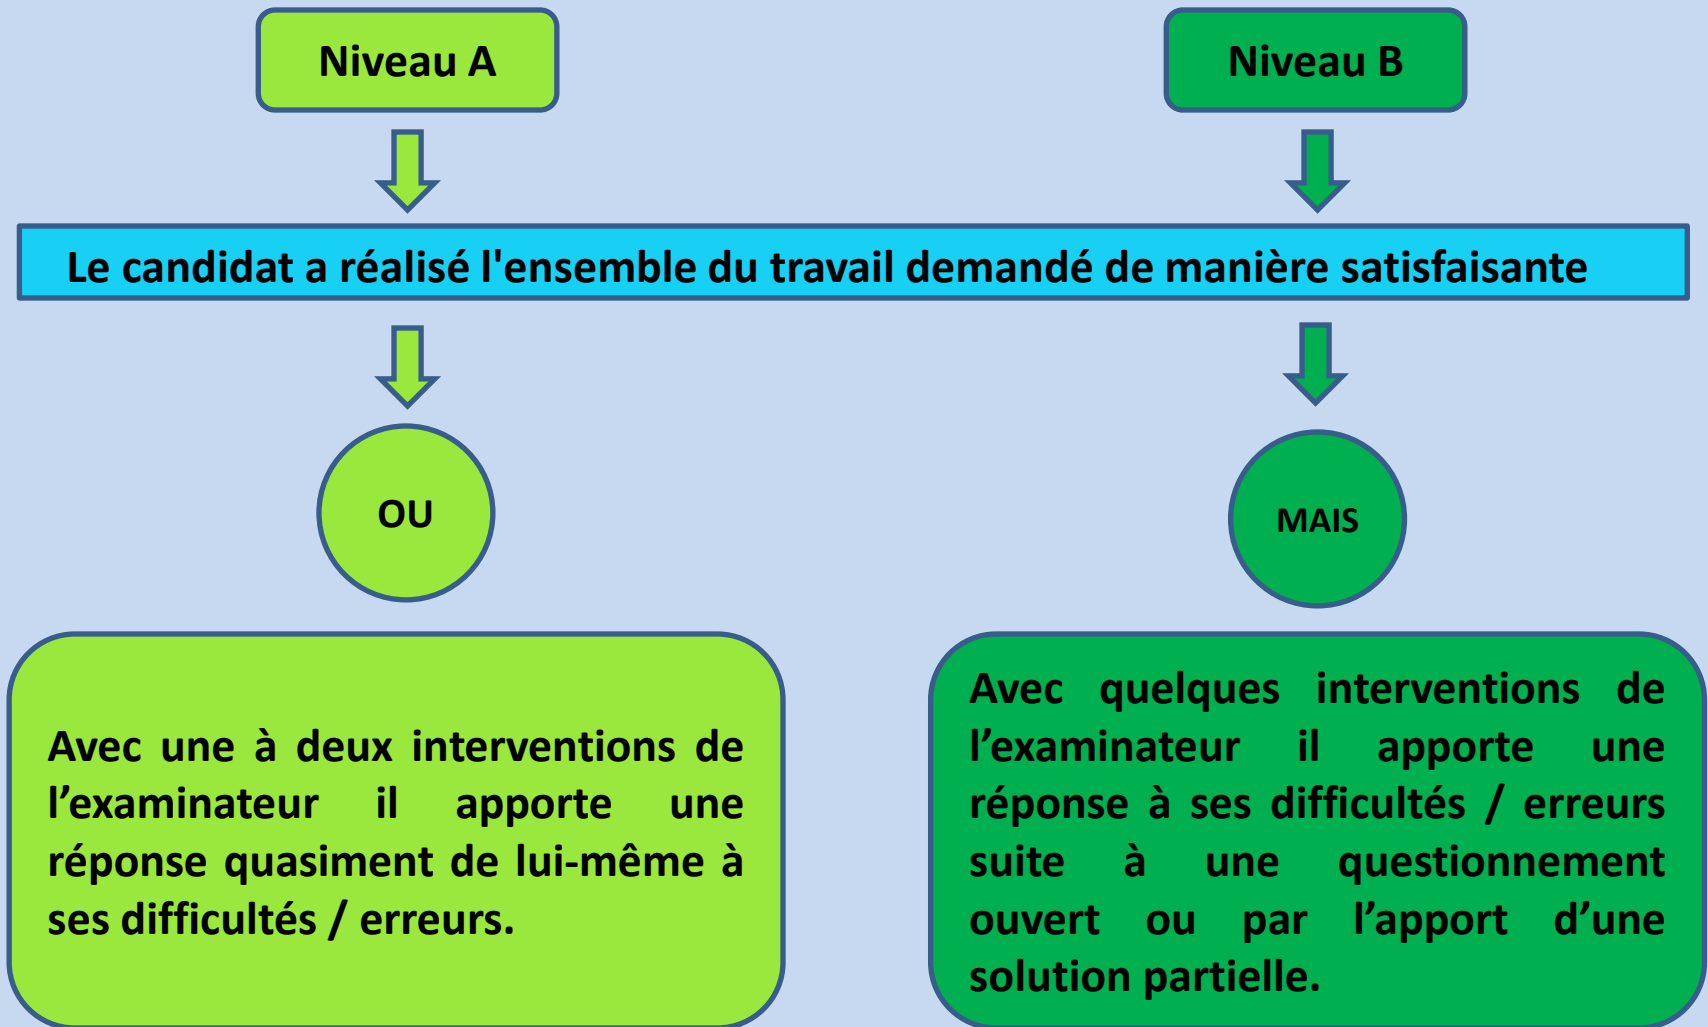 Niveau A
Niveau B
Le candidat a réalisé l'ensemble du travail demandé de manière satisfaisante
OU
MAIS
Avec une à deux interventions de
l’examinateur il apporte une
réponse quasiment de lui-même à
ses difficultés / erreurs.
Avec quelques interventions de
l’examinateur il apporte une
réponse à ses difficultés / erreurs
suite à une questionnement
ouvert ou par l’apport d’une
solution partielle.